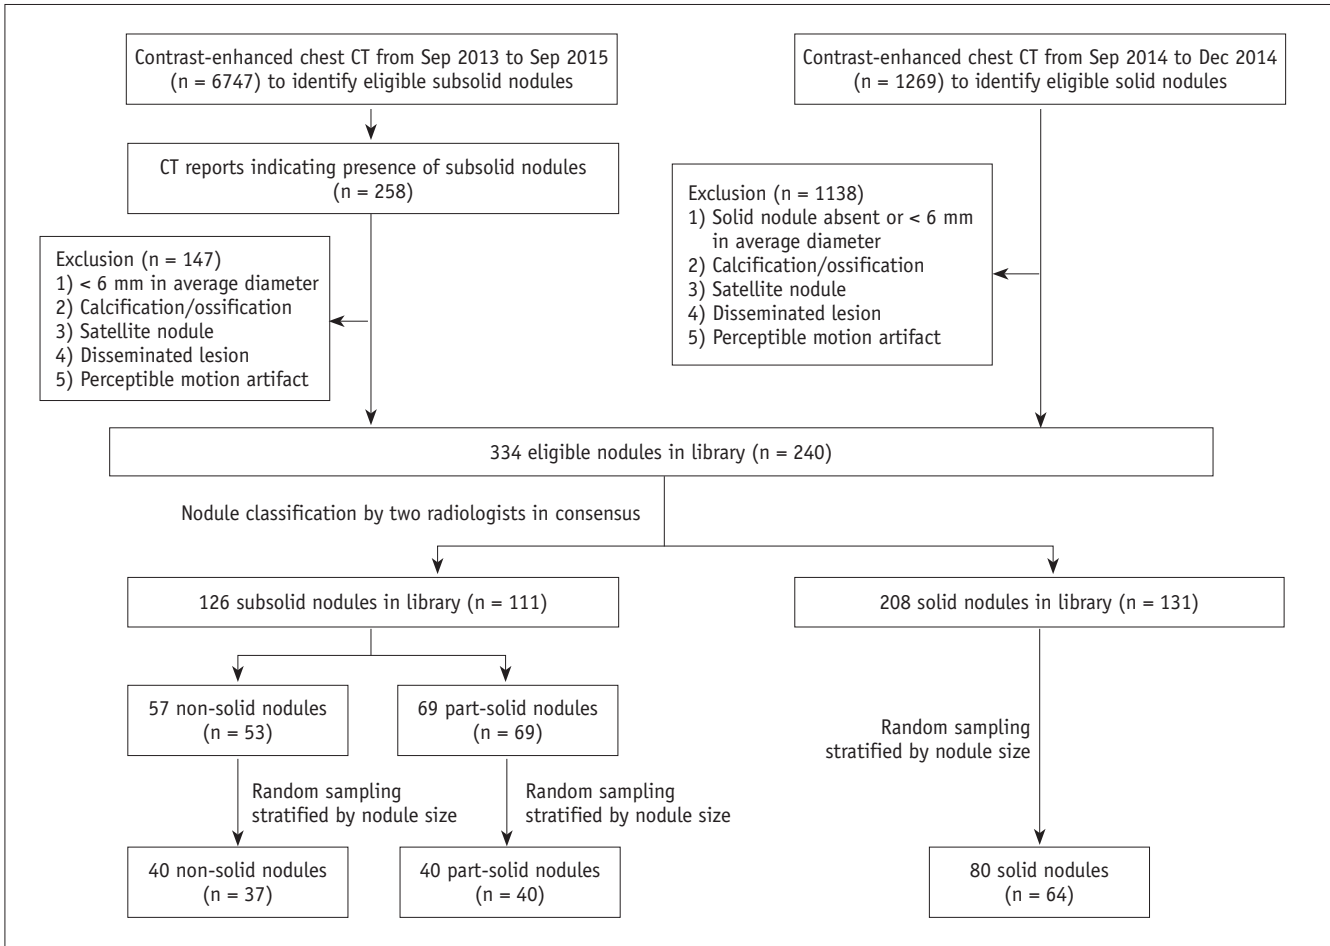 Contrast-enhanced chest CT from Sep 2013 to Sep 2015
(n = 6747) to identify eligible subsolid nodules
Contrast-enhanced chest CT from Sep 2014 to Dec 2014
(n = 1269) to identify eligible solid nodules
CT reports indicating presence of subsolid nodules
(n = 258)
Exclusion (n = 1138)
1) Solid nodule absent or < 6 mm
in average diameter
2) Calcification/ossification
3) Satellite nodule
4) Disseminated lesion
5) Perceptible motion artifact
Exclusion (n = 147)
1) < 6 mm in average diameter
2) Calcification/ossification
3) Satellite nodule
4) Disseminated lesion
5) Perceptible motion artifact
334 eligible nodules in library (n = 240)
Nodule classification by two radiologists in consensus
126 subsolid nodules in library (n = 111)
208 solid nodules in library (n = 131)
57 non-solid nodules
(n = 53)
69 part-solid nodules
(n = 69)
Random sampling
stratified by nodule size
Random sampling
stratified by nodule size
Random sampling
stratified by nodule size
40 non-solid nodules
(n = 37)
40 part-solid nodules
(n = 40)
80 solid nodules
(n = 64)